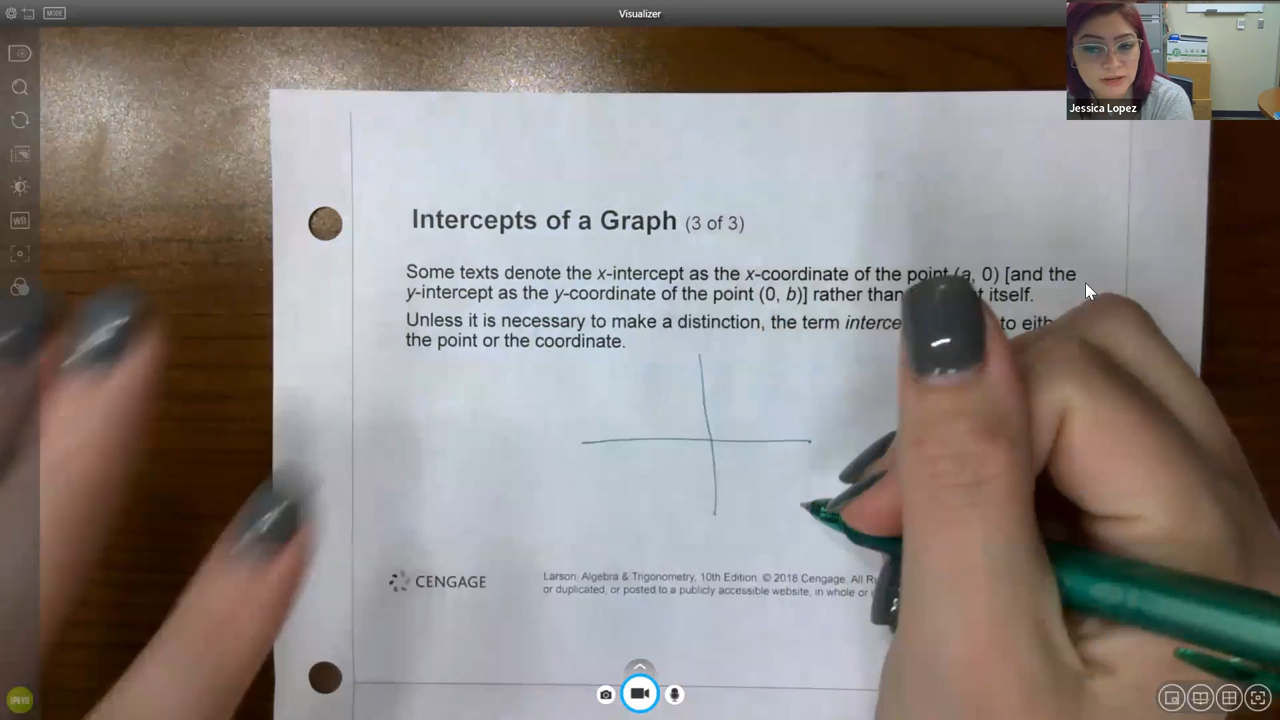 MODE
Visualizer
Jessica Lopez
WB
Intercepts of a Graph (3 of 3)
Some texts denote the x-intercept as the x-coordinate of the point (a, 0) [and the
y-intercept as the y-coordinate of the point (0, b)] rather than itself.
Unless it is necessary to make a distinction, the term to
the point or the coordinate.
CENGAGE
Larson, Algebra & Trigonometry, 10th Edition. © 2018 Cengage. All
or duplicated, or posted to a publicly accessible website, in whole or